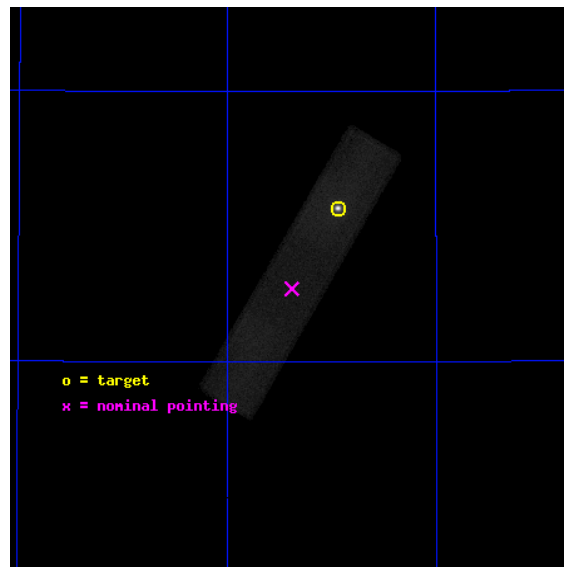 o = target
x = nominal pointing